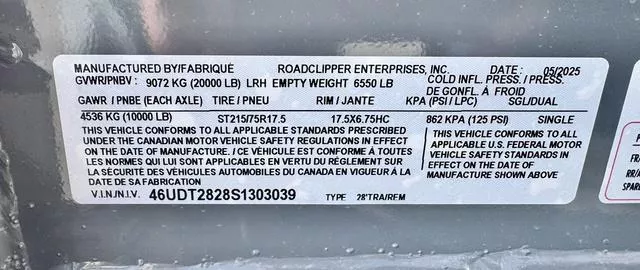 MANUFACTURED BY/FABRIQUÉ ROADCLIPPER ENTERPRISES, INC. DATE: 05/2025
GVWR/PNBV: 9072 KG (20000 LB) LRH EMPTY WEIGHT 6550 LB COLD INFL. PRESS. / PRESS.
DE GONFL. À FROID
GAWR / PNBE (EACH AXLE) TIRE / PNEU RIM / JANTE KPA (PSI / LPC) SGL/DUAL
4536 KG (10000 LB) ST215/75R17.5 17.5X6.75HC 862 KPA (125 PSI) SINGLE
THIS VEHICLE CONFORMS TO ALL STANDARDS PRESCRIBED
UNDER THE CANADIAN MOTOR VEHICLE SAFETY REGULATIONS IN EFFECT
ON THE DATE OF MANUFACTURE. / CE VÉHICULE EST CONFORME À TOUTES
LES NORMES QUI LUI SONT APPLICABLES EN VERTU DU RÈGLEMENT SUR
LA SÉCURITÉ DES VÉHICULES AUTOMOBILES DU CANADA EN VIGUEUR À LA
DATE DE SA FABRICATION
THIS VEHICLE CONFORMS TO ALL
APPLICABLE U.S. FEDERAL MOTOR
VEHICLE SAFETY STANDARDS IN
EFFECT ON THE DATE OF
MANUFACTURE SHOWN ABOVE
V.I.N./N.I.V. 46UDT2828S1303039 TYPE 28'TRA/REM